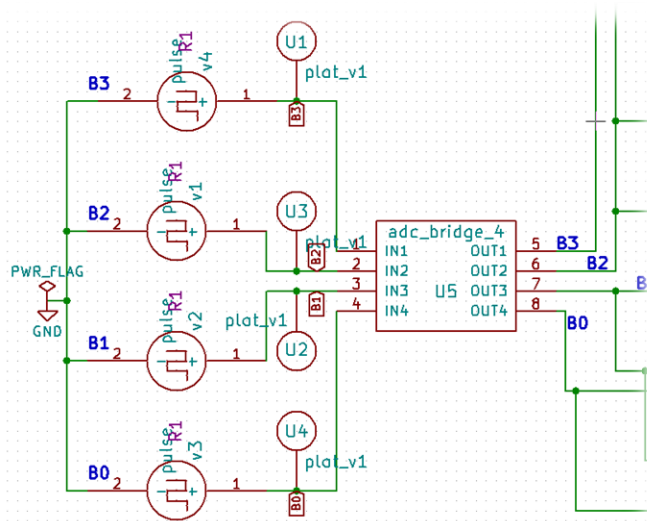 U1
R1
pulse
v4
plat_v1
B3
2
1
B3
R1
pulse
v1
U3
B2
2
1
plat_v1
B2
adc_bridge_4
1
IN1
OUT1
5
B3
2
IN2
OUT2
6
B2
3
IN3
OUT3
7
B
4
IN4
OUT4
8
U5
B0
PWR_FLAG
GND
R1
pulse
v2
plat_v1
B1
B1
2
1
U2
R1
pulse
v3
U4
plat_v1
B0
2
1
B0